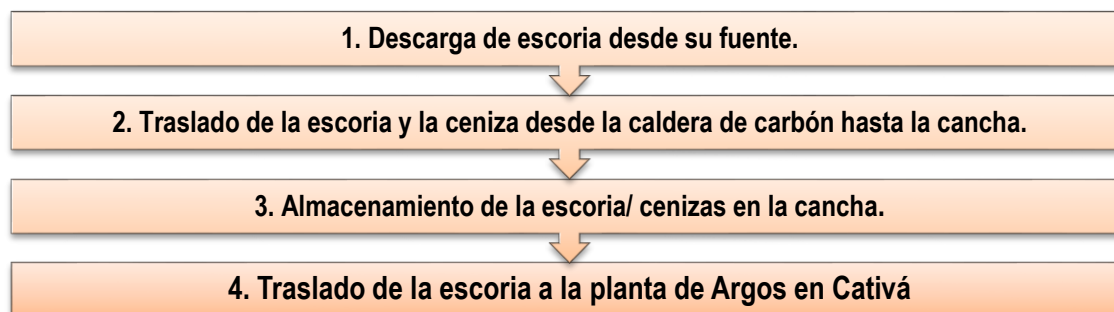 1. Descarga de escoria desde su fuente.
2. Traslado de la escoria y la ceniza desde la caldera de carbón hasta la cancha.
3. Almacenamiento de la escoria/ cenizas en la cancha.
4. Traslado de la escoria a la planta de Argos en Cativá